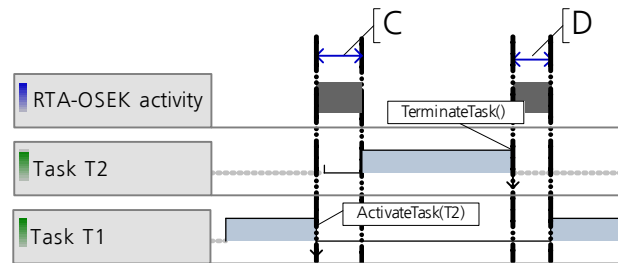 C
D
RTA-OSEK activity
TerminateTask()
Task T2
ActivateTask(T2)
Task T1